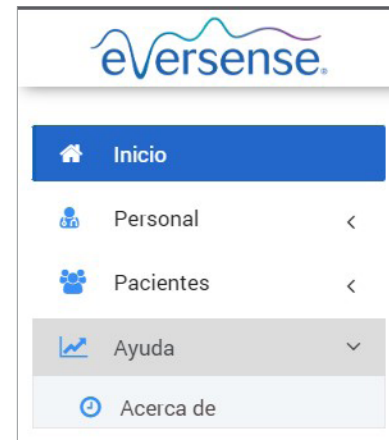 eversense®
Inicio
Personal
Pacientes
Ayuda
Acerca de